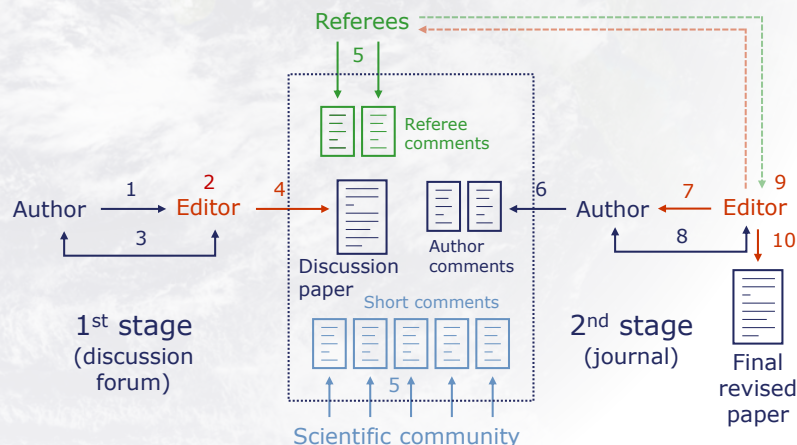 Referees
5
Referee
comments
1
2
4
6
7
9
Author
Editor
Author
Editor
3
8
10
Discussion
paper
Author
comments
1st stage
(discussion
forum)
Short comments
5
Scientific community
2nd stage
(journal)
Final
revised
paper